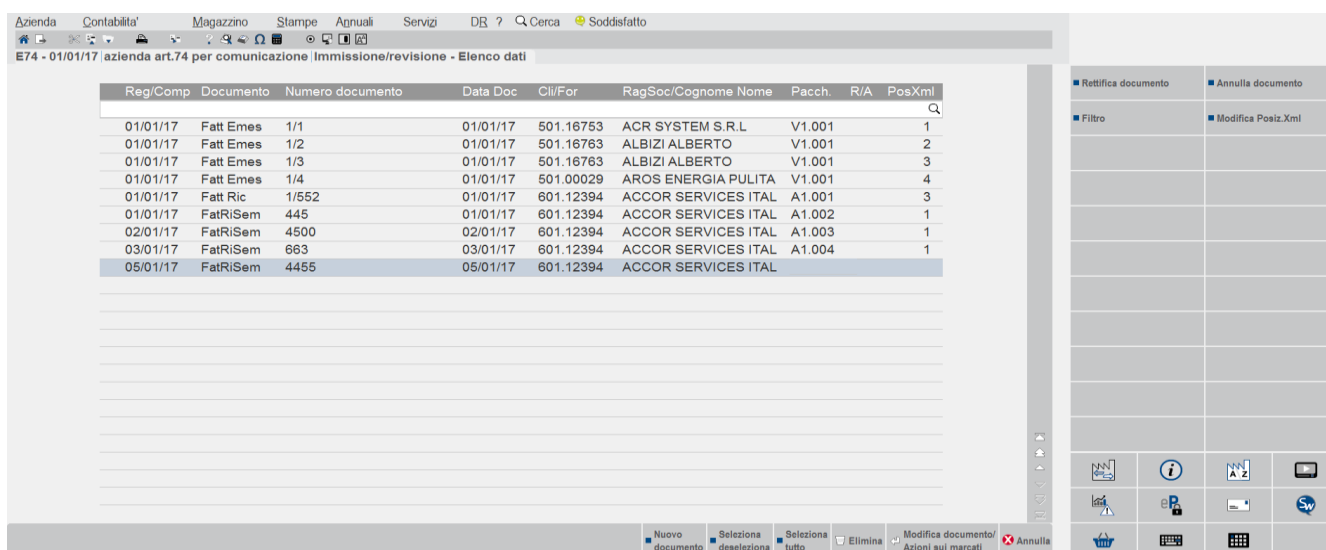 Azienda Contabilita' Magazzino Stampe Annuali Servizi DR ? Cerca Soddisfatto
E74 - 01/01/17 azienda art.74 per comunicazione Immissione/revisione - Elenco dati
Reg/Comp Documento Numero documento Data Doc Cli/For RagSoc/Cognome Nome Pacch. R/A PosXml
01/01/17 Fatt Emes 1/1 01/01/17 501.16753 ACR SYSTEM S.R.L V1.001 1
01/01/17 Fatt Emes 1/2 01/01/17 501.16763 ALBIZI ALBERTO V1.001 2
01/01/17 Fatt Emes 1/3 01/01/17 501.16763 ALBIZI ALBERTO V1.001 3
01/01/17 Fatt Emes 1/4 01/01/17 501.00029 AROS ENERGIA PULITA V1.001 4
01/01/17 Fatt Ric 1/552 01/01/17 601.12394 ACCOR SERVICES ITAL A1.001 3
01/01/17 FatRiSem 445 01/01/17 601.12394 ACCOR SERVICES ITAL A1.002 1
02/01/17 FatRiSem 4500 02/01/17 601.12394 ACCOR SERVICES ITAL A1.003 1
03/01/17 FatRiSem 663 03/01/17 601.12394 ACCOR SERVICES ITAL A1.004 1
05/01/17 FatRiSem 4455 05/01/17 601.12394 ACCOR SERVICES ITAL
Rettifica documento Annulla documento
Filtro Modifica Posiz.Xml
A Z
eP Sw
Nuovo documento
Seleziona deseleziona
Seleziona tutto
Elimina
Modifica documento/
Azioni sui marcati
Annulla